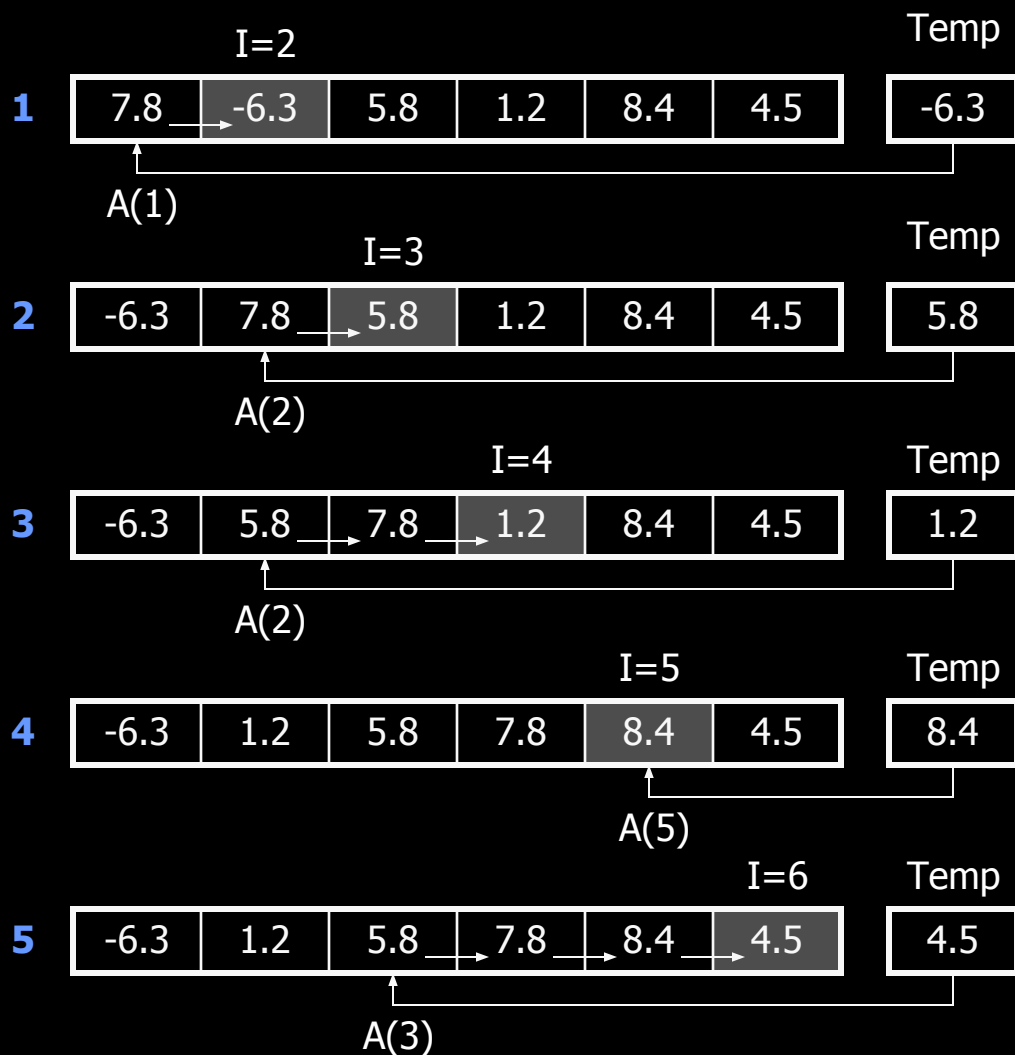 I=2 Temp
1 7.8 -6.3 5.8 1.2 8.4 4.5 -6.3
A(1)
I=3 Temp
2 -6.3 7.8 5.8 1.2 8.4 4.5 5.8
A(2)
I=4 Temp
3 -6.3 5.8 7.8 1.2 8.4 4.5 1.2
A(2)
I=5 Temp
4 -6.3 1.2 5.8 7.8 8.4 4.5 8.4
A(5)
I=6 Temp
5 -6.3 1.2 5.8 7.8 8.4 4.5 4.5
A(3)